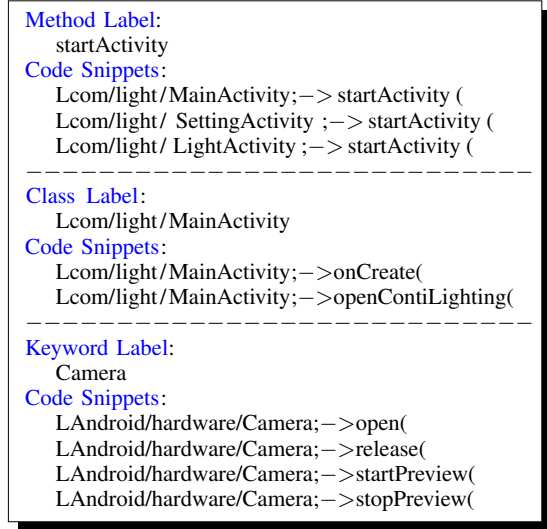 Method Label:
startActivity
Code Snippets:
Lcom/light/MainActivity;−> startActivity (
Lcom/light/ SettingActivity ;−> startActivity (
Lcom/light/ LightActivity ;−> startActivity (
−−−−−−−−−−−−−−−−−−−−−−−−−−−−
Class Label:
Lcom/light/MainActivity
Code Snippets:
Lcom/light/MainActivity;−>onCreate(
Lcom/light/MainActivity;−>openContiLighting(
−−−−−−−−−−−−−−−−−−−−−−−−−−−−
Keyword Label:
Camera
Code Snippets:
LAndroid/hardware/Camera;−>open(
LAndroid/hardware/Camera;−>release(
LAndroid/hardware/Camera;−>startPreview(
LAndroid/hardware/Camera;−>stopPreview(